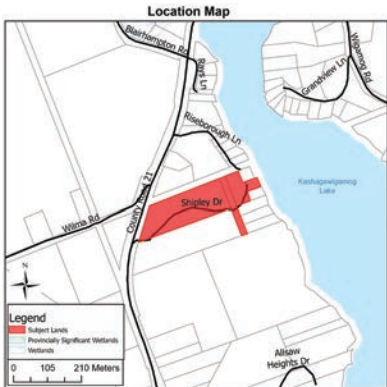 Location Map
Blairhampton Rd
Rays Ln
Grandview Ln
Wigamog Rd
Riseborough Ln
County Road 21
Kashagawigamog
Lake
Shipley Dr
Wilma Rd
N
Legend
Subject Lands
Provincially Significant Wetlands
Wetlands
0 105 210 Meters
Allsaw
Heights Dr